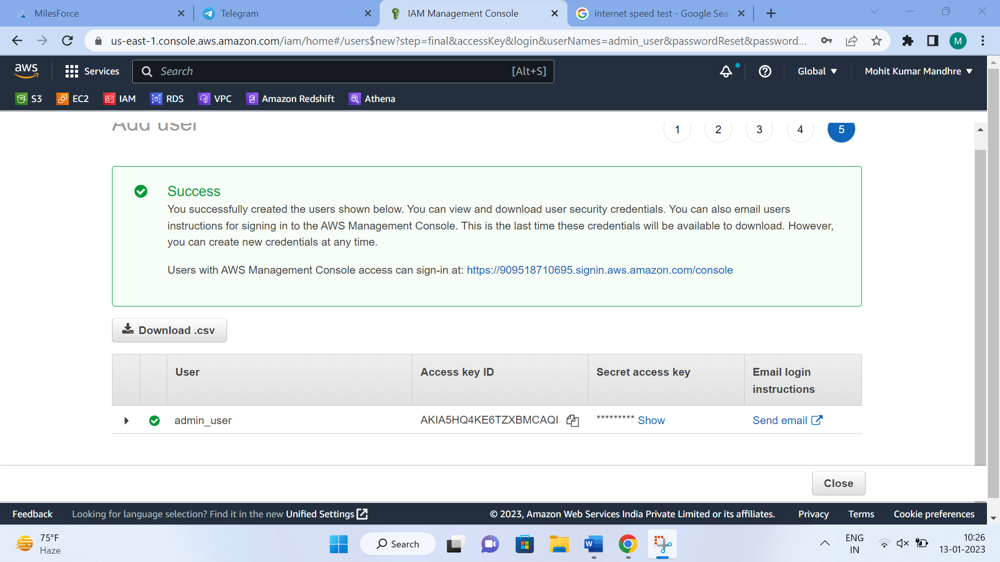 MilesForce
Telegram
IAM Management Console
internet speed test - Google Sear
us-east-1.console.aws.amazon.com/iam/home#/users$new?step=final&accessKey&login&userNames=admin_user&passwordReset&password...
M
aws
Services
Search
[Alt+S]
Global
Mohit Kumar Mandhre
S3
EC2
IAM
RDS
VPC
Amazon Redshift
Athena
Add user
1
2
3
4
5
Success
You successfully created the users shown below. You can view and download user security credentials. You can also email users
instructions for signing in to the AWS Management Console. This is the last time these credentials will be available to download. However,
you can create new credentials at any time.
Users with AWS Management Console access can sign-in at: https://909518710695.signin.aws.amazon.com/console
Download .csv
User
Access key ID
Secret access key
Email login
instructions
admin_user
AKIA5HQ4KE6TZXBMCAQI
********* Show
Send email
Close
Feedback
Looking for language selection? Find it in the new Unified Settings
© 2023, Amazon Web Services India Private Limited or its affiliates.
Privacy
Terms
Cookie preferences
75°F
Haze
Search
W
ENG
IN
10:26
13-01-2023